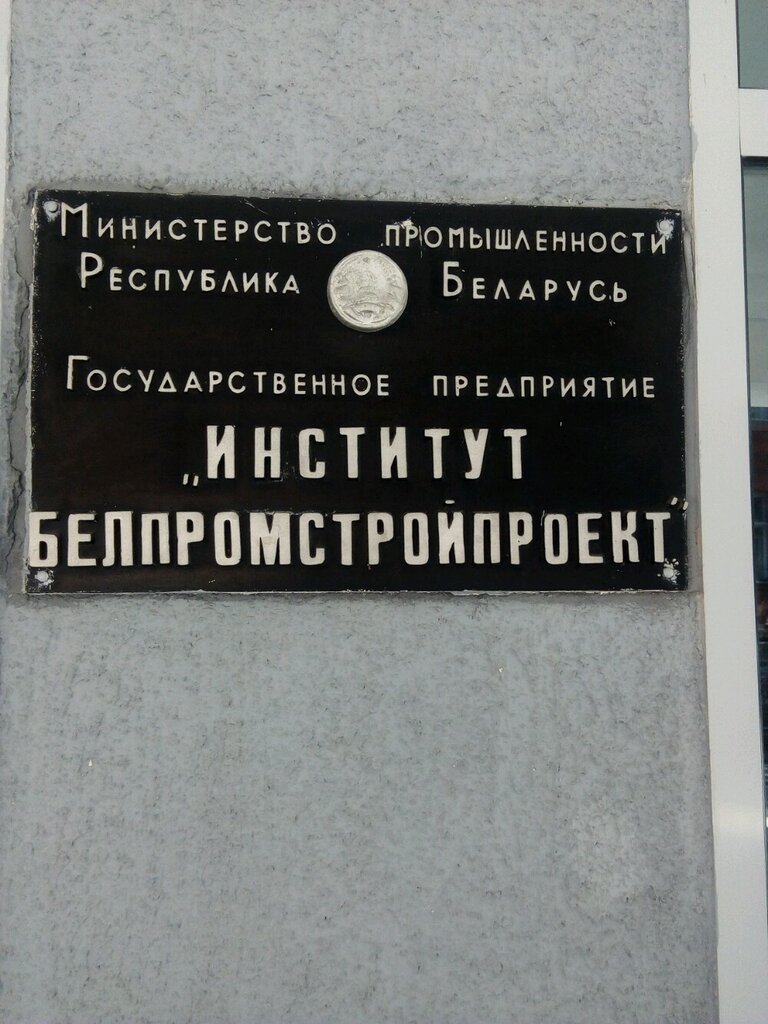 Министерство промышленности
Республика Беларусь
Государственное предприятие
„ИНСТИТУТ
БЕЛПРОМСТРОЙПРОЕКТ"